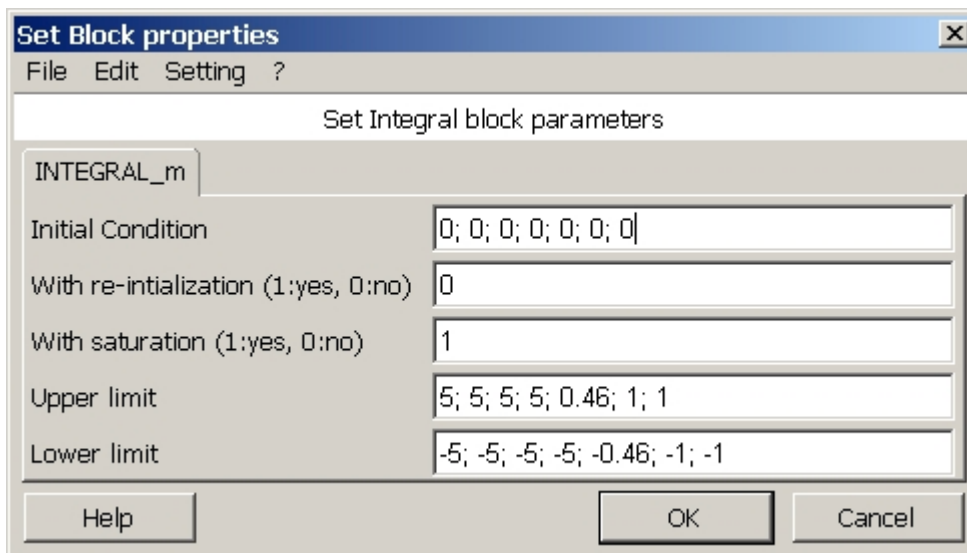 Set Block properties
File Edit Setting ?
Set Integral block parameters
INTEGRAL_m
Initial Condition 0; 0; 0; 0; 0; 0; 0
With re-intialization (1:yes, 0:no) 0
With saturation (1:yes, 0:no) 1
Upper limit 5; 5; 5; 5; 0.46; 1; 1
Lower limit -5; -5; -5; -5; -0.46; -1; -1
Help OK Cancel